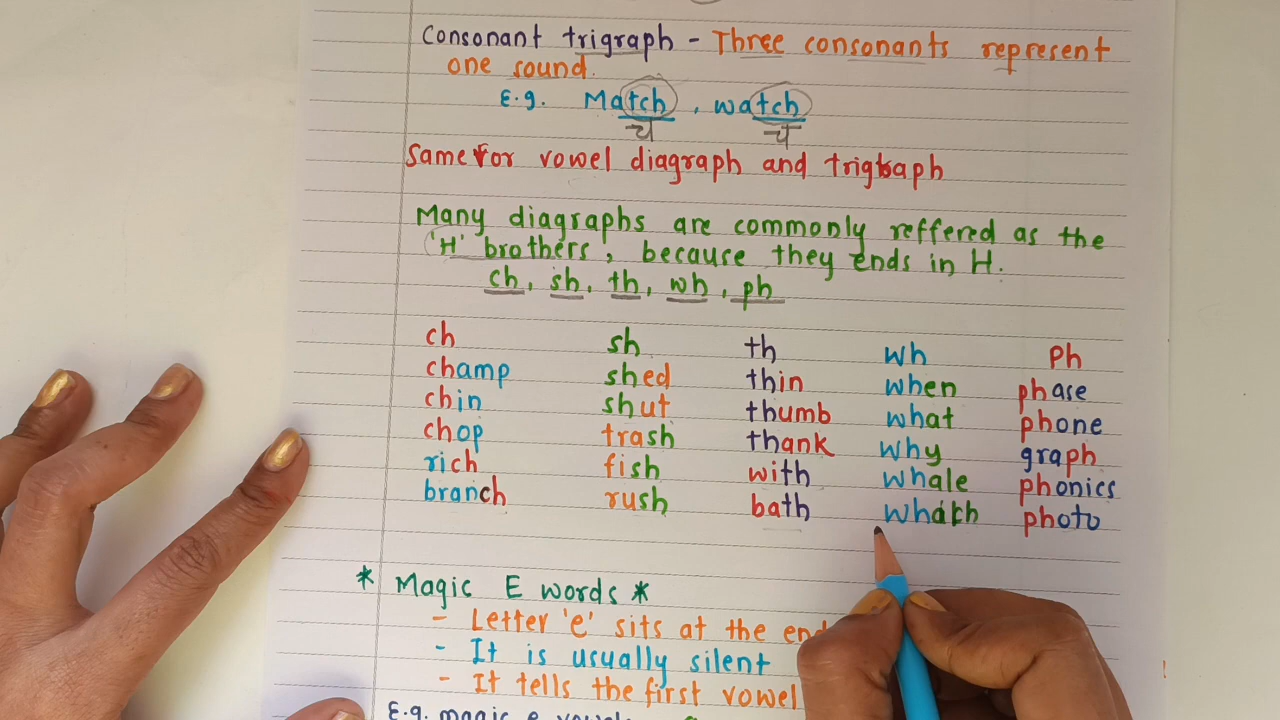 Consonant trigraph - Three consonants represent
one sound.
E.g. Match, watch
च च
Same for vowel diagraph and trigraph
Many diagraphs are commonly reffered as the
'H' brothers, because they ends in H.
ch, sh, th, wh, ph
ch sh th wh Ph
champ shed thin when phase
chin shut thumb what phone
chop trash thank why graph
rich fish with whale phonics
branch rush bath photo
* Magic E words *
- Letter 'e' sits at the end
- It is usually silent
- It tells the first vowel
E.g. magic e